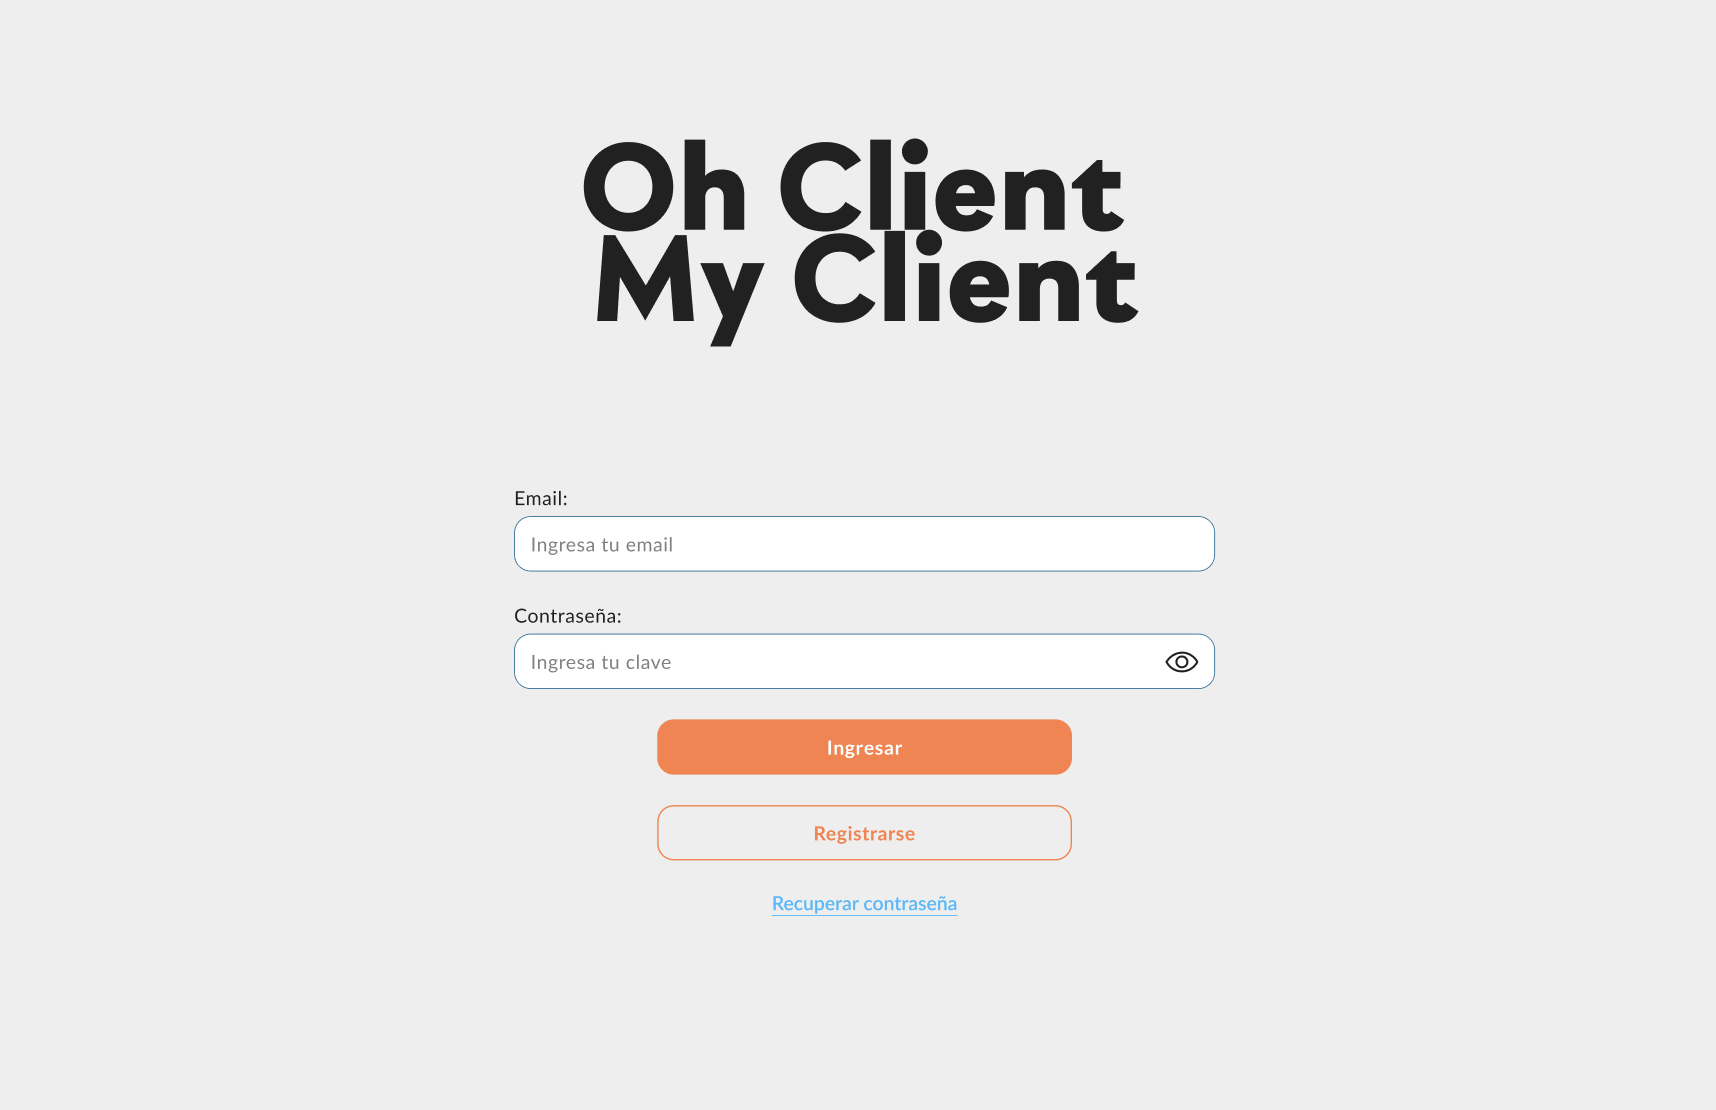 Oh Client
My Client
Email:
Ingresa tu email
Contraseña:
Ingresa tu clave
Ingresar
Registrarse
Recuperar contraseña